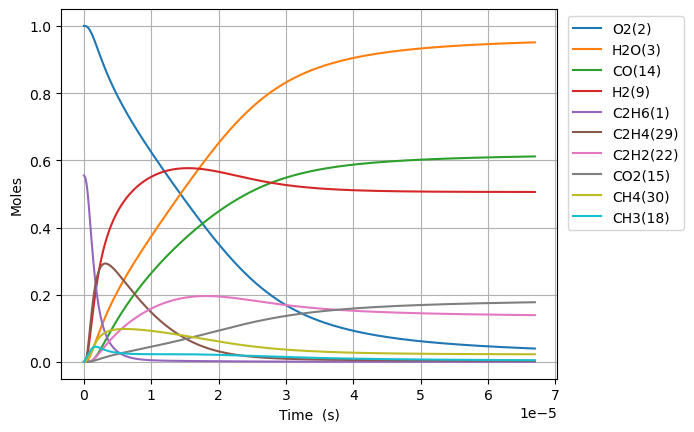 1.0
0.8
0.6
0.4
0.2
0.0
Moles
0 1 2 3 4 5 6 7
1e-5
Time (s)
O2(2)
H2O(3)
CO(14)
H2(9)
C2H6(1)
C2H4(29)
C2H2(22)
CO2(15)
CH4(30)
CH3(18)